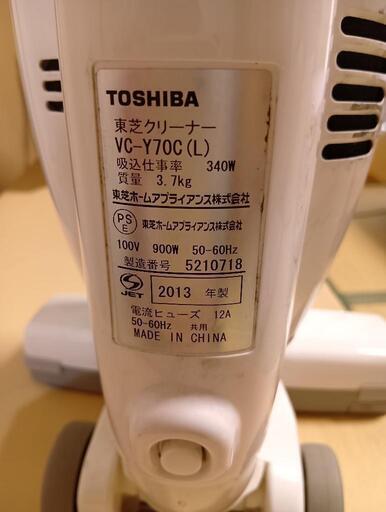 TOSHIBA
東芝クリーナー
VC-Y70C(L)
吸込仕事率 340W
質量 3.7kg
東芝ホームアプライアンス株式会社
PS
E
東芝ホームアプライアンス株式会社
100V 900W 50-60Hz
製造番号 5210718
S
JET
2013 年製
電流ヒューズ 12A
50-60Hz 共用
MADE IN CHINA